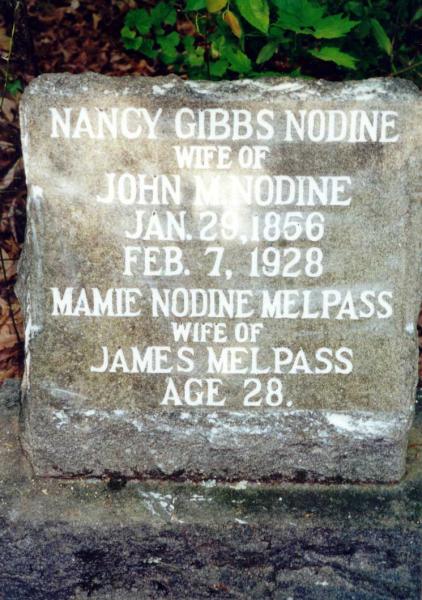 NANCY GIBBS NODINE
WIFE OF
JOHN M. NODINE
JAN. 29, 1856
FEB. 7, 1928
MAMIE NODINE MELPASS
WIFE OF
JAMES MELPASS
AGE 28.